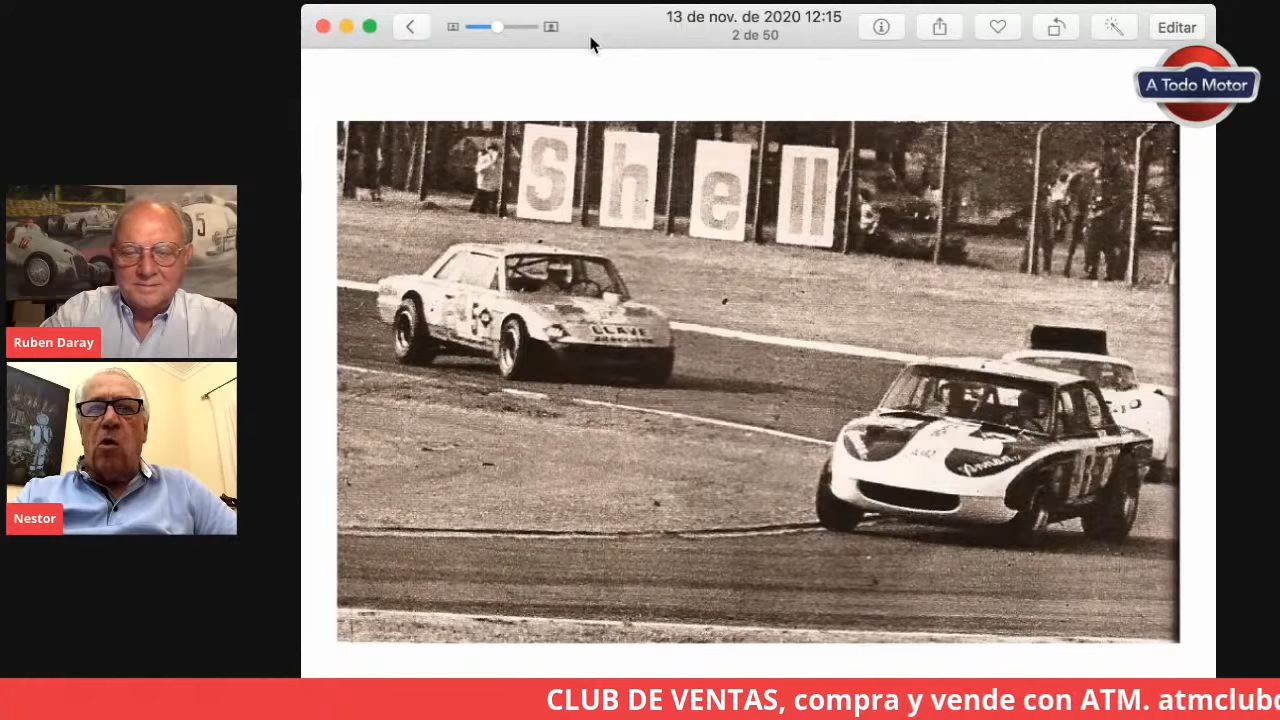 13 de nov. de 2020 12:15
2 de 50
Editar
A Todo Motor
Shell
5
LLAVE
Ruben Daray
Nestor
CLUB DE VENTAS, compra y vende con ATM. atmclub